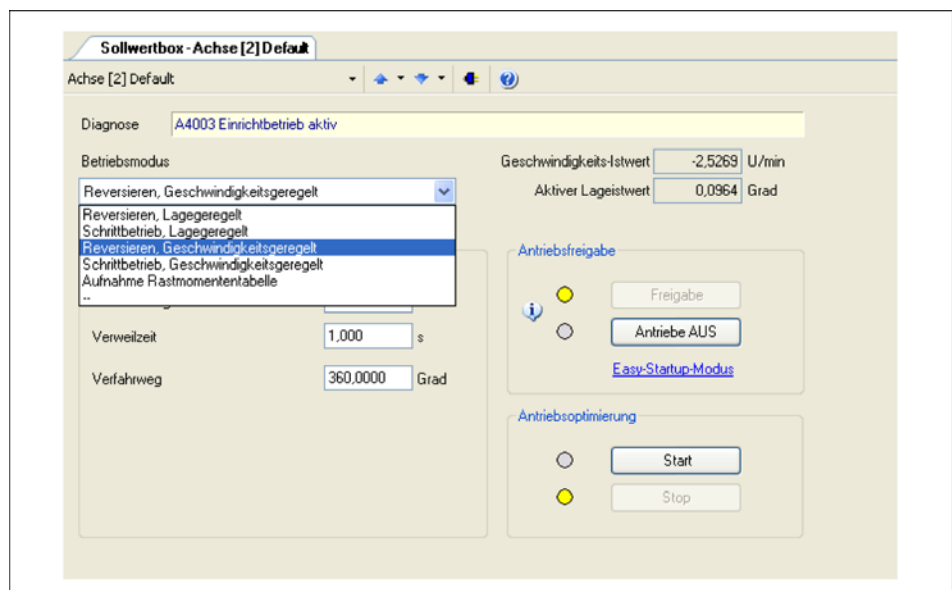 Sollwertbox - Achse [2] Default
Achse [2] Default
Diagnose A4003 Einrichtbetrieb aktiv
Betriebsmodus
Reversieren, Geschwindigkeitsgeregelt
Reversieren, Lagegeregelt
Schrittbetrieb, Lagegeregelt
Reversieren, Geschwindigkeitsgeregelt
Schrittbetrieb, Geschwindigkeitsgeregelt
Aufnahme Rastmomententabelle
--
Verweilzeit 1,000 s
Verfahrweg 360,0000 Grad
Geschwindigkeits-Istwert -2,5269 U/min
Aktiver Lageistwert 0,0964 Grad
Antriebsfreigabe
Freigabe
Antriebe AUS
Easy-Startup-Modus
Antriebsoptimierung
Start
Stop